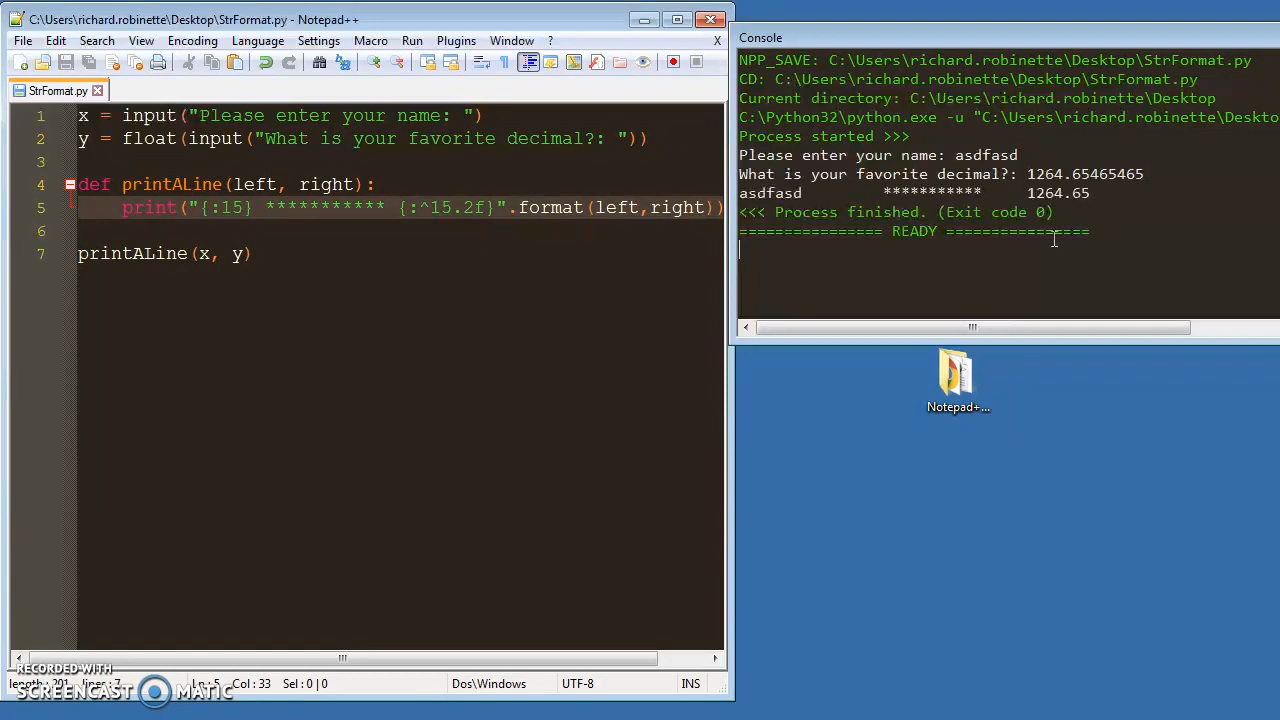 C:\Users\richard.robinette\Desktop\StrFormat.py - Notepad++
File Edit Search View Encoding Language Settings Macro Run Plugins Window ? X
StrFormat.py
1 x = input("Please enter your name: ")
2 y = float(input("What is your favorite decimal?: "))
3
4 def printALine(left, right):
5 print("{:15} *********** {:^15.2f}".format(left,right))
6
7 printALine(x, y)
length : 201 lines : 7 Ln : 5 Col : 33 Sel : 0 | 0 Dos\Windows UTF-8 INS
RECORDED WITH
SCREENCAST MATIC
Console
NPP_SAVE: C:\Users\richard.robinette\Desktop\StrFormat.py
CD: C:\Users\richard.robinette\Desktop\StrFormat.py
Current directory: C:\Users\richard.robinette\Desktop
C:\Python32\python.exe -u "C:\Users\richard.robinette\Deskto
Process started >>>
Please enter your name: asdfasd
What is your favorite decimal?: 1264.65465465
asdfasd *********** 1264.65
<<< Process finished. (Exit code 0)
================ READY ================
Notepad+...